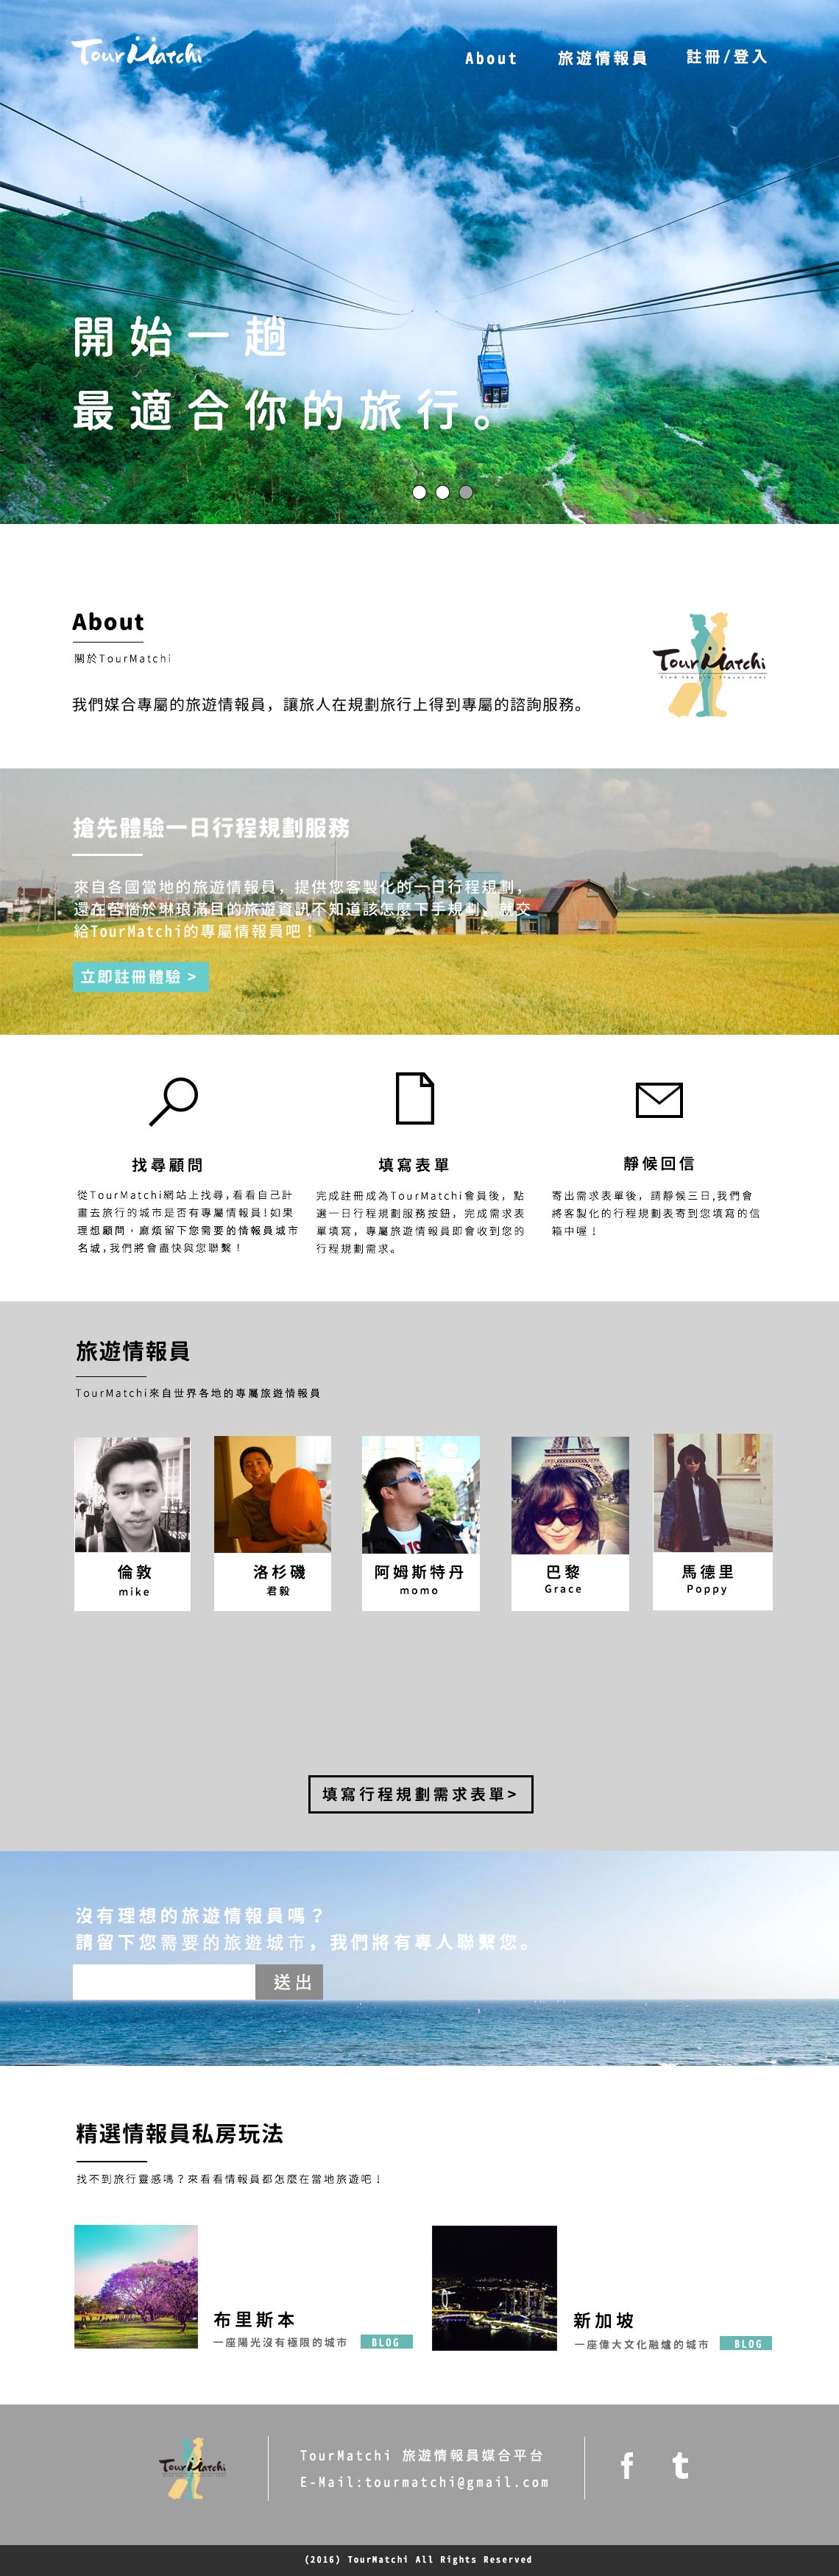 TourMatchi
About
旅遊情報員
註冊/登入
開始一趟
最適合你的旅行。
About
關於TourMatchi
我們媒合專屬的旅遊情報員，讓旅人在規劃旅行上得到專屬的諮詢服務。
TourMatchi
搶先體驗一日行程規劃服務
來自各國當地的旅遊情報員，提供您客製化的一日行程規劃，
還在苦惱於琳琅滿目的旅遊資訊不知道該怎麼下手規劃，就交
給TourMatchi的專屬情報員吧！
立即註冊體驗 >
找尋顧問
從TourMatchi網站上找尋,看看自己計
畫去旅行的城市是否有專屬情報員!如果
理想顧問，麻煩留下您需要的情報員城市
名城,我們將會盡快與您聯繫！
填寫表單
完成註冊成為TourMatchi會員後，點
選一日行程規劃服務按鈕，完成需求表
單填寫，專屬旅遊情報員即會收到您的
行程規劃需求。
靜候回信
寄出需求表單後，請靜候三日,我們會
將客製化的行程規劃表寄到您填寫的信
箱中喔！
旅遊情報員
TourMatchi來自世界各地的專屬旅遊情報員
倫敦
mike
洛杉磯
君毅
阿姆斯特丹
momo
巴黎
Grace
馬德里
Poppy
填寫行程規劃需求表單>
沒有理想的旅遊情報員嗎？
請留下您需要的旅遊城市，我們將有專人聯繫您。
送出
精選情報員私房玩法
找不到旅行靈感嗎？來看看情報員都怎麼在當地旅遊吧！
布里斯本
一座陽光沒有極限的城市
BLOG
新加坡
一座偉大文化融爐的城市
BLOG
TourMatchi
TourMatchi 旅遊情報員媒合平台
E-Mail:tourmatchi@gmail.com
(2016) TourMatchi All Rights Reserved